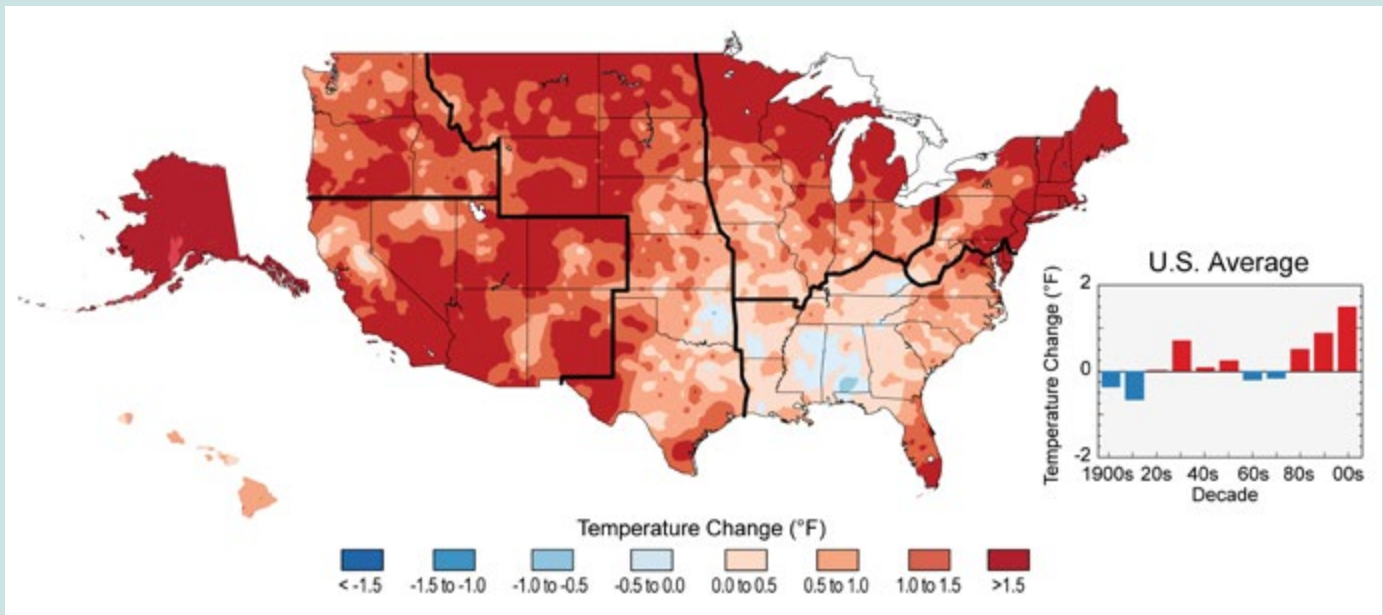 U.S. Average
Temperature Change (°F)
2
0
-2
1900s 20s 40s 60s 80s 00s
Decade
Temperature Change (°F)
< -1.5 -1.5 to -1.0 -1.0 to -0.5 -0.5 to 0.0 0.0 to 0.5 0.5 to 1.0 1.0 to 1.5 >1.5